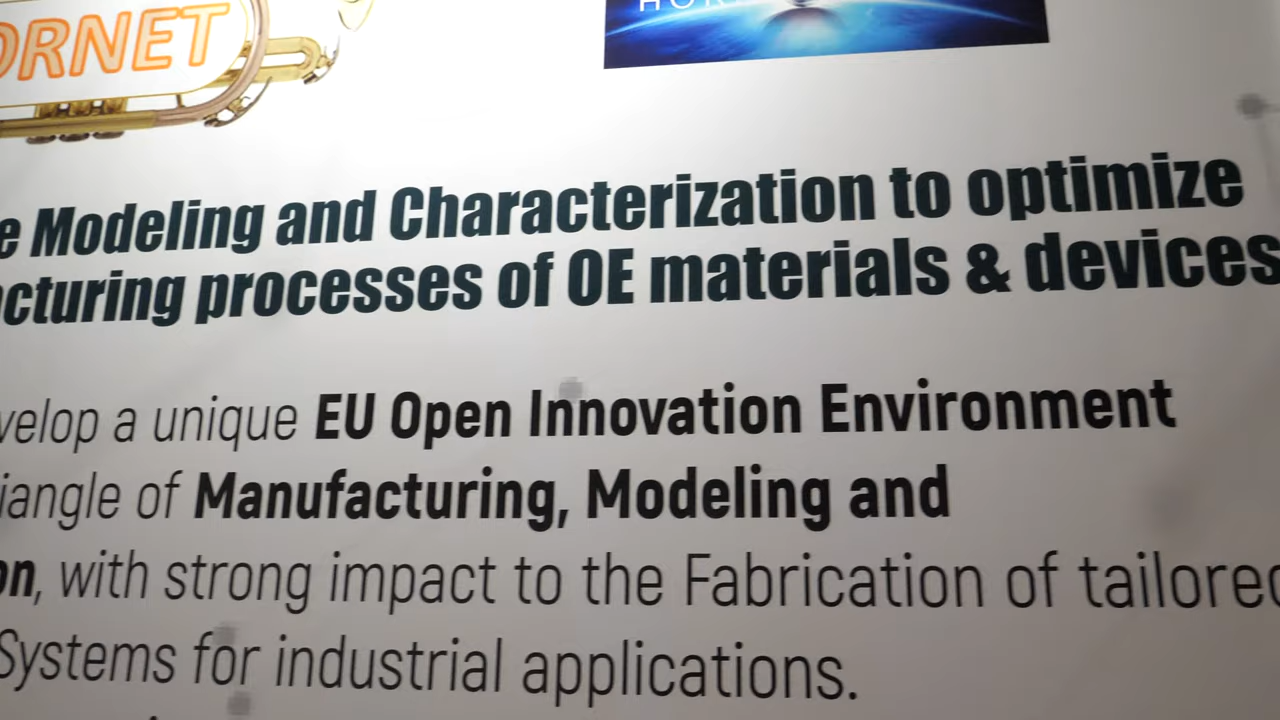 ORNET
HOR
e Modeling and Characterization to optimize
cturing processes of OE materials & devices
velop a unique EU Open Innovation Environment
iangle of Manufacturing, Modeling and
on, with strong impact to the Fabrication of tailored
Systems for industrial applications.